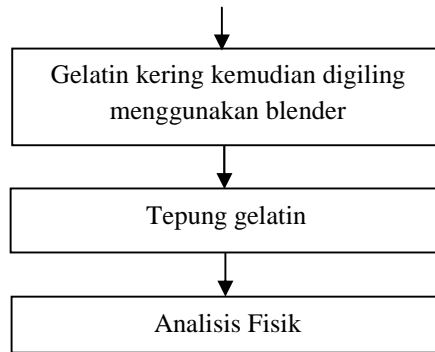 Gelatin kering kemudian digiling
menggunakan blender
Tepung gelatin
Analisis Fisik